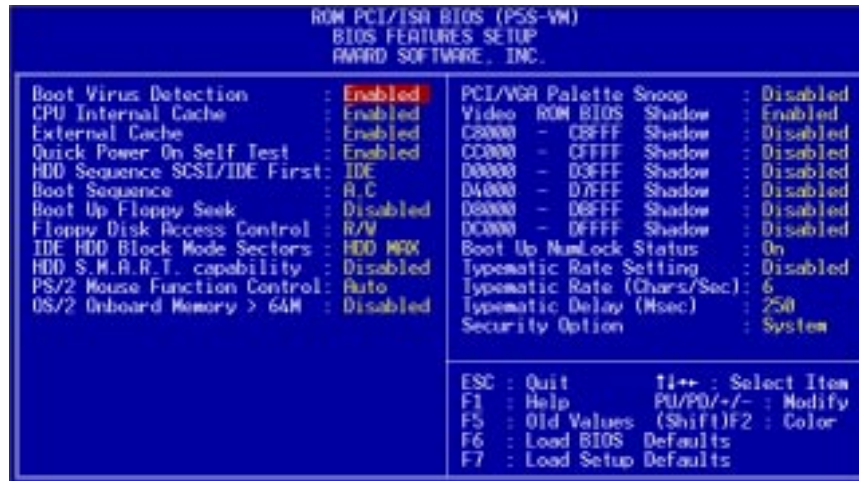 ROM PCI/ISA BIOS (P5S-VM)
BIOS FEATURES SETUP
AWARD SOFTWARE, INC.
Boot Virus Detection : Enabled
CPU Internal Cache : Enabled
External Cache : Enabled
Quick Power On Self Test : Enabled
HDD Sequence SCSI/IDE First: IDE
Boot Sequence : A,C
Boot Up Floppy Seek : Disabled
Floppy Disk Access Control : R/W
IDE HDD Block Mode Sectors : HDD MAX
HDD S.M.A.R.T. capability : Disabled
PS/2 Mouse Function Control: Auto
OS/2 Onboard Memory > 64M : Disabled
PCI/VGA Palette Snoop : Disabled
Video ROM BIOS Shadow : Enabled
C8000 - CBFFF Shadow : Disabled
CC000 - CFFFF Shadow : Disabled
D0000 - D3FFF Shadow : Disabled
D4000 - D7FFF Shadow : Disabled
D8000 - DBFFF Shadow : Disabled
DC000 - DFFFF Shadow : Disabled
Boot Up NumLock Status : On
Typematic Rate Setting : Disabled
Typematic Rate (Chars/Sec): 6
Typematic Delay (Msec) : 250
Security Option : System
ESC : Quit ↑↓→← : Select Item
F1 : Help PU/PD/+/- : Modify
F5 : Old Values (Shift)F2 : Color
F6 : Load BIOS Defaults
F7 : Load Setup Defaults